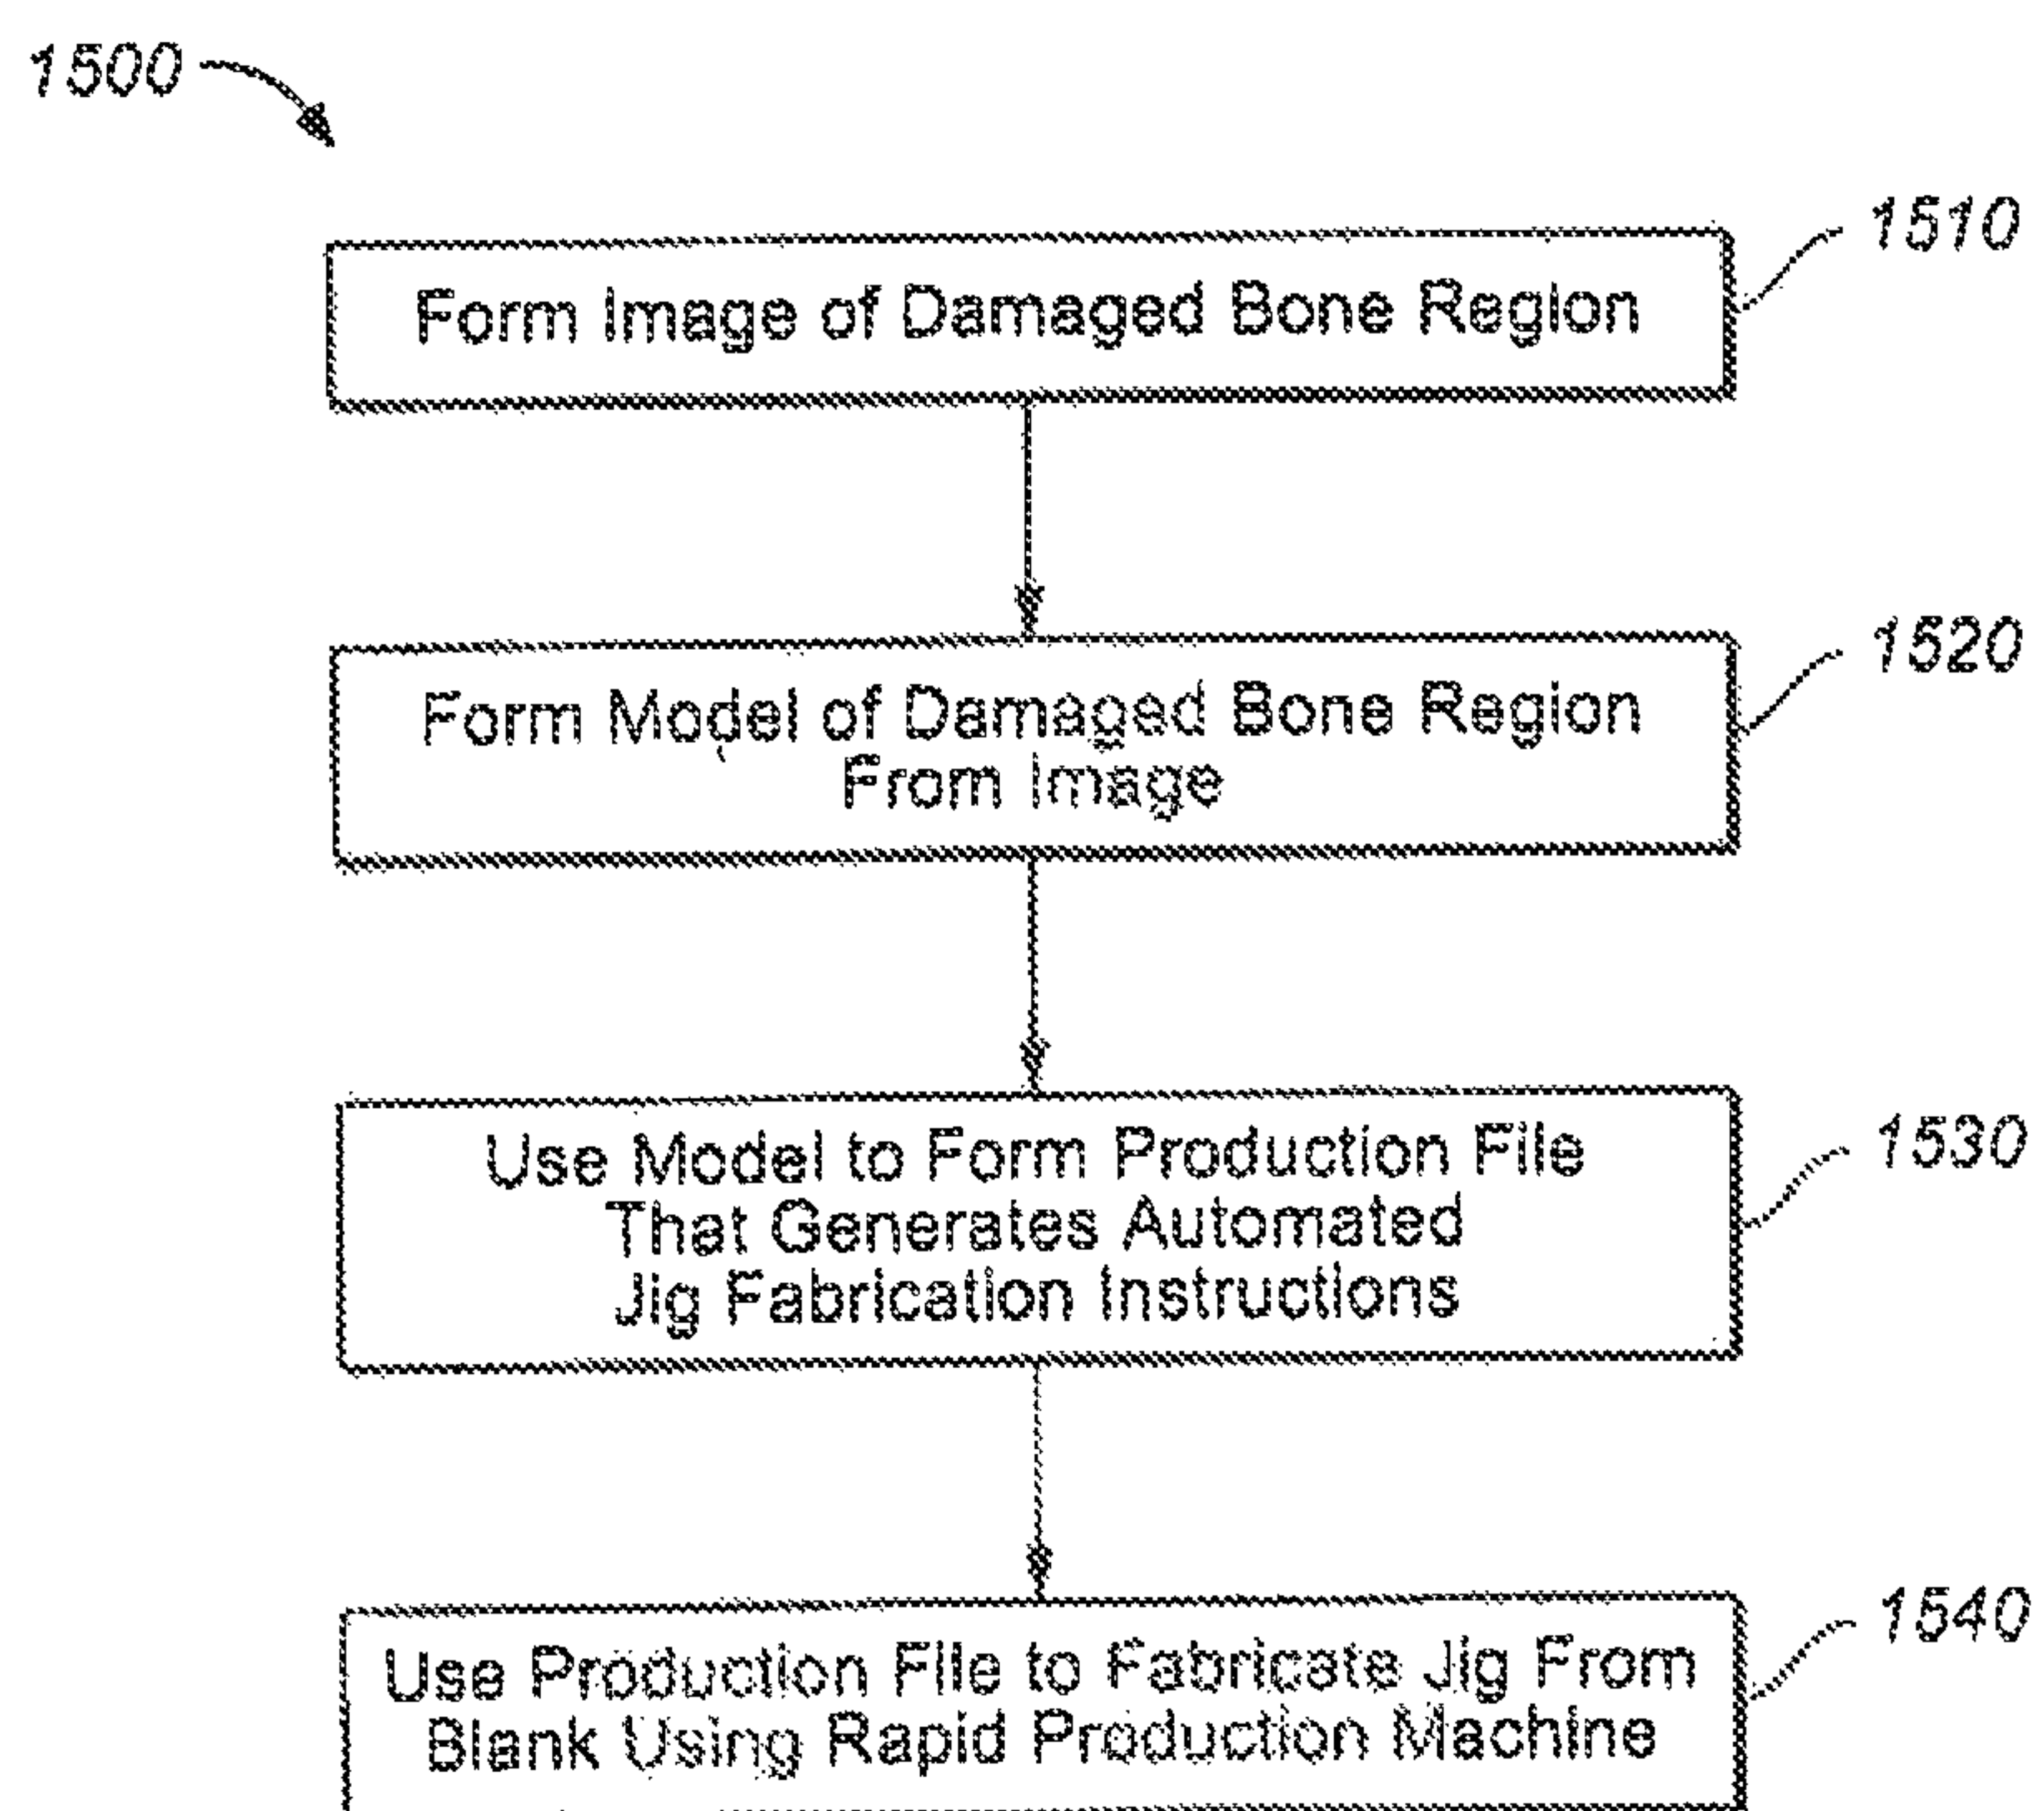 1500
1510
Form Image of Damaged Bone Region
1520
Form Model of Damaged Bone Region
From Image
1530
Use Model to Form Production File
That Generates Automated
Jig Fabrication Instructions
1540
Use Production File to Fabricate Jig From
Blank Using Rapid Production Machine